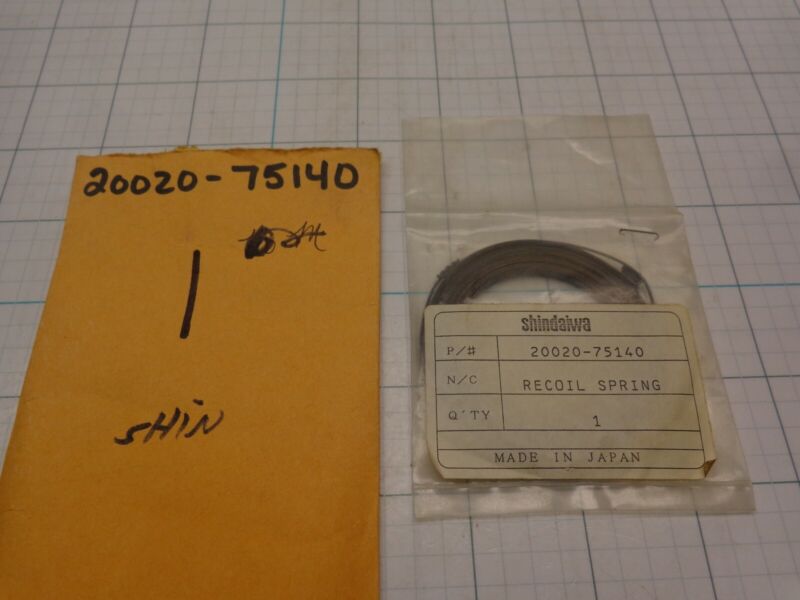 20020-75140
1
SHIN
shindaiwa
P/# 20020-75140
N/C RECOIL SPRING
Q'TY 1
MADE IN JAPAN